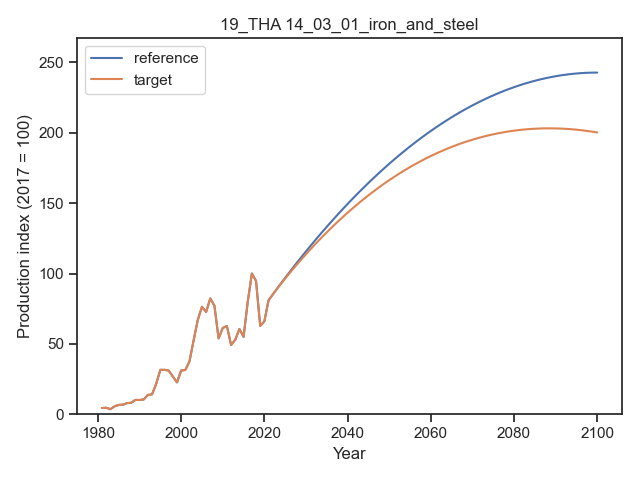 19_THA 14_03_01_iron_and_steel
reference
target
Production index (2017 = 100)
250
200
150
100
50
0
1980 2000 2020 2040 2060 2080 2100
Year